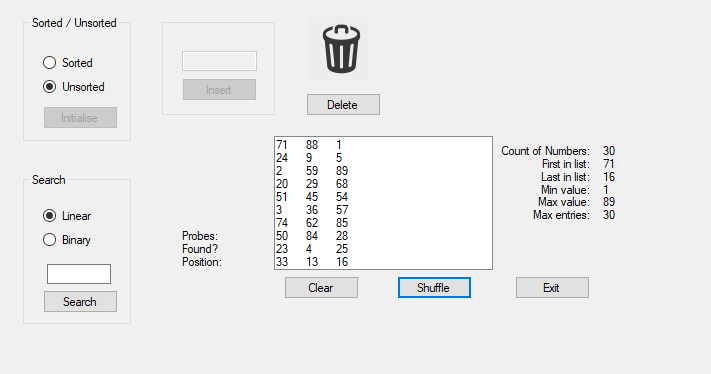 Sorted / Unsorted
Sorted
Unsorted
Initialise
Insert
Delete
Search
Linear
Binary
Search
Probes:
Found?
Position:
71 88 1
24 9 5
2 59 89
20 29 68
51 45 54
3 36 57
74 62 85
50 84 28
23 4 25
33 13 16
Count of Numbers: 30
First in list: 71
Last in list: 16
Min value: 1
Max value: 89
Max entries: 30
Clear
Shuffle
Exit